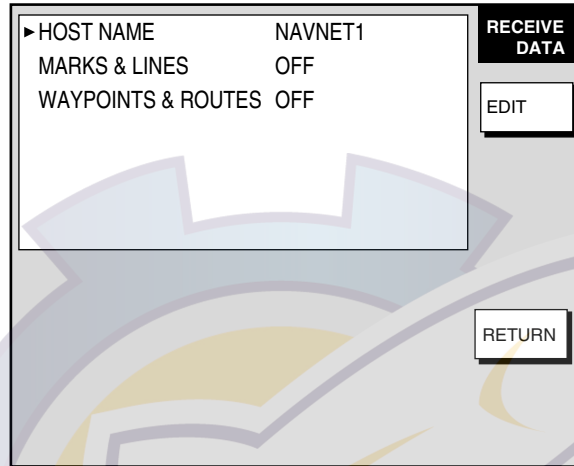 ▶HOST NAME NAVNET1
MARKS & LINES OFF
WAYPOINTS & ROUTES OFF
RECEIVE
DATA
EDIT
RETURN